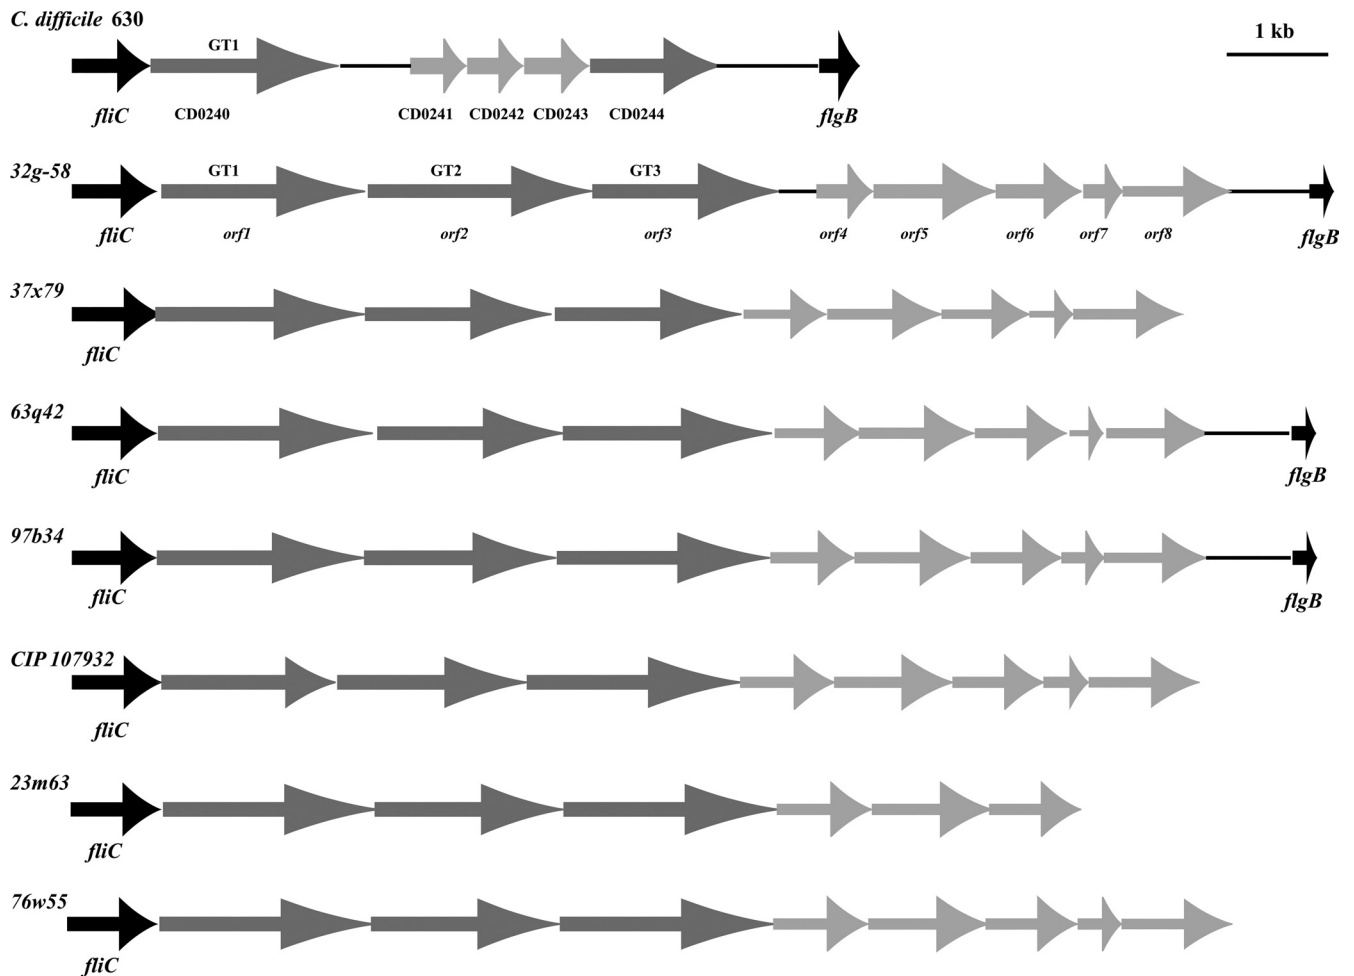 C. difficile 630
1 kb
GT1
fliC CD0240 CD0241 CD0242 CD0243 CD0244 flgB
32g-58
GT1 GT2 GT3
fliC orf1 orf2 orf3 orf4 orf5 orf6 orf7 orf8 flgB
37x79
fliC
63q42
fliC flgB
97b34
fliC flgB
CIP 107932
fliC
23m63
fliC
76w55
fliC